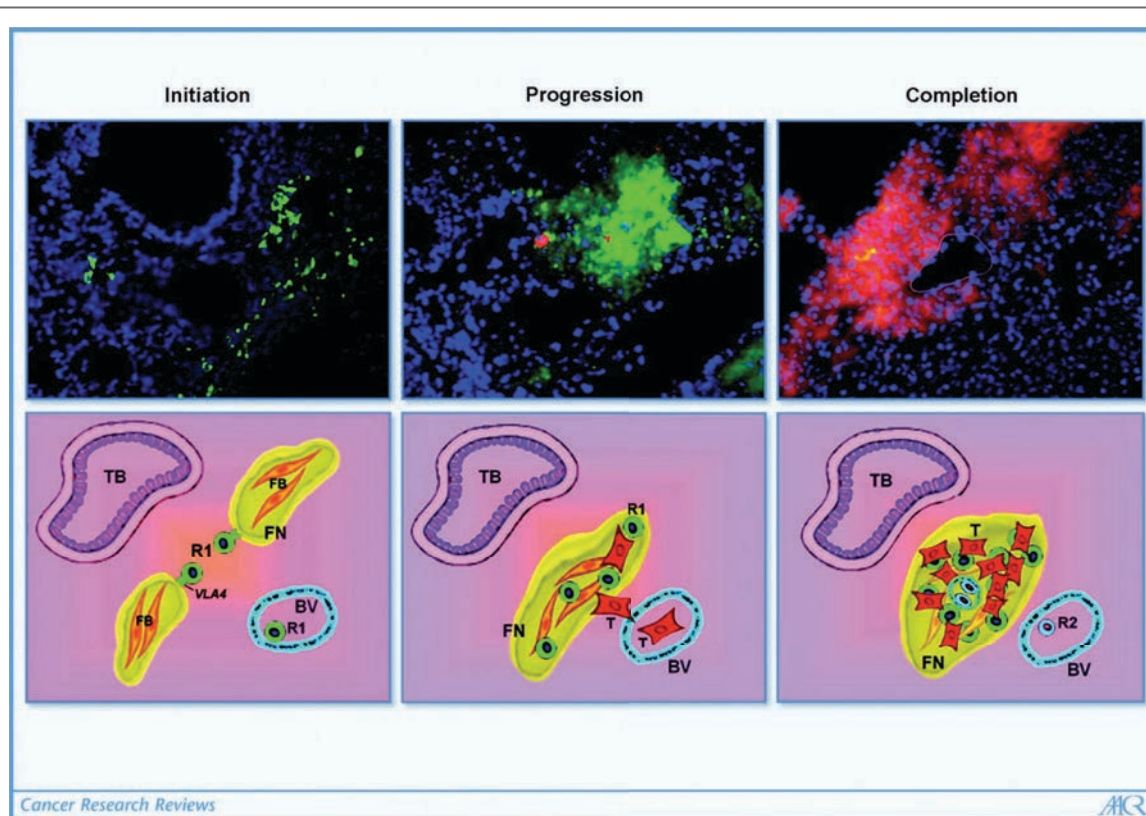 Initiation
Progression
Completion
TB
FB
FN
R1
VLA4
FB
BV
R1
TB
R1
FN
T
T
BV
TB
T
FN
R2
BV
Cancer Research Reviews
AACR